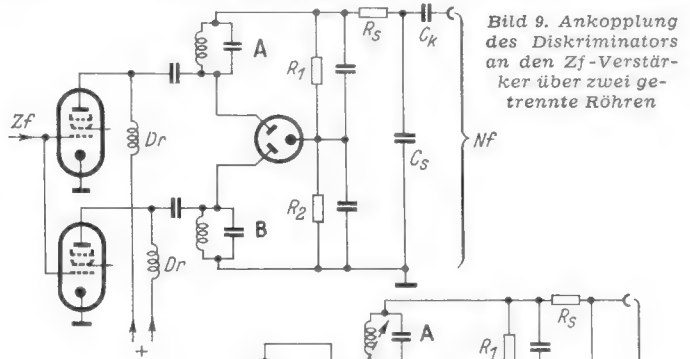 Bild 9. Ankopplung
des Diskriminators
an den Zf-Verstär-
ker über zwei ge-
trennte Röhren
A
RS
CK
R1
Zf
Dr
CS
Nf
R2
B
Dr
+
A
R1
RS